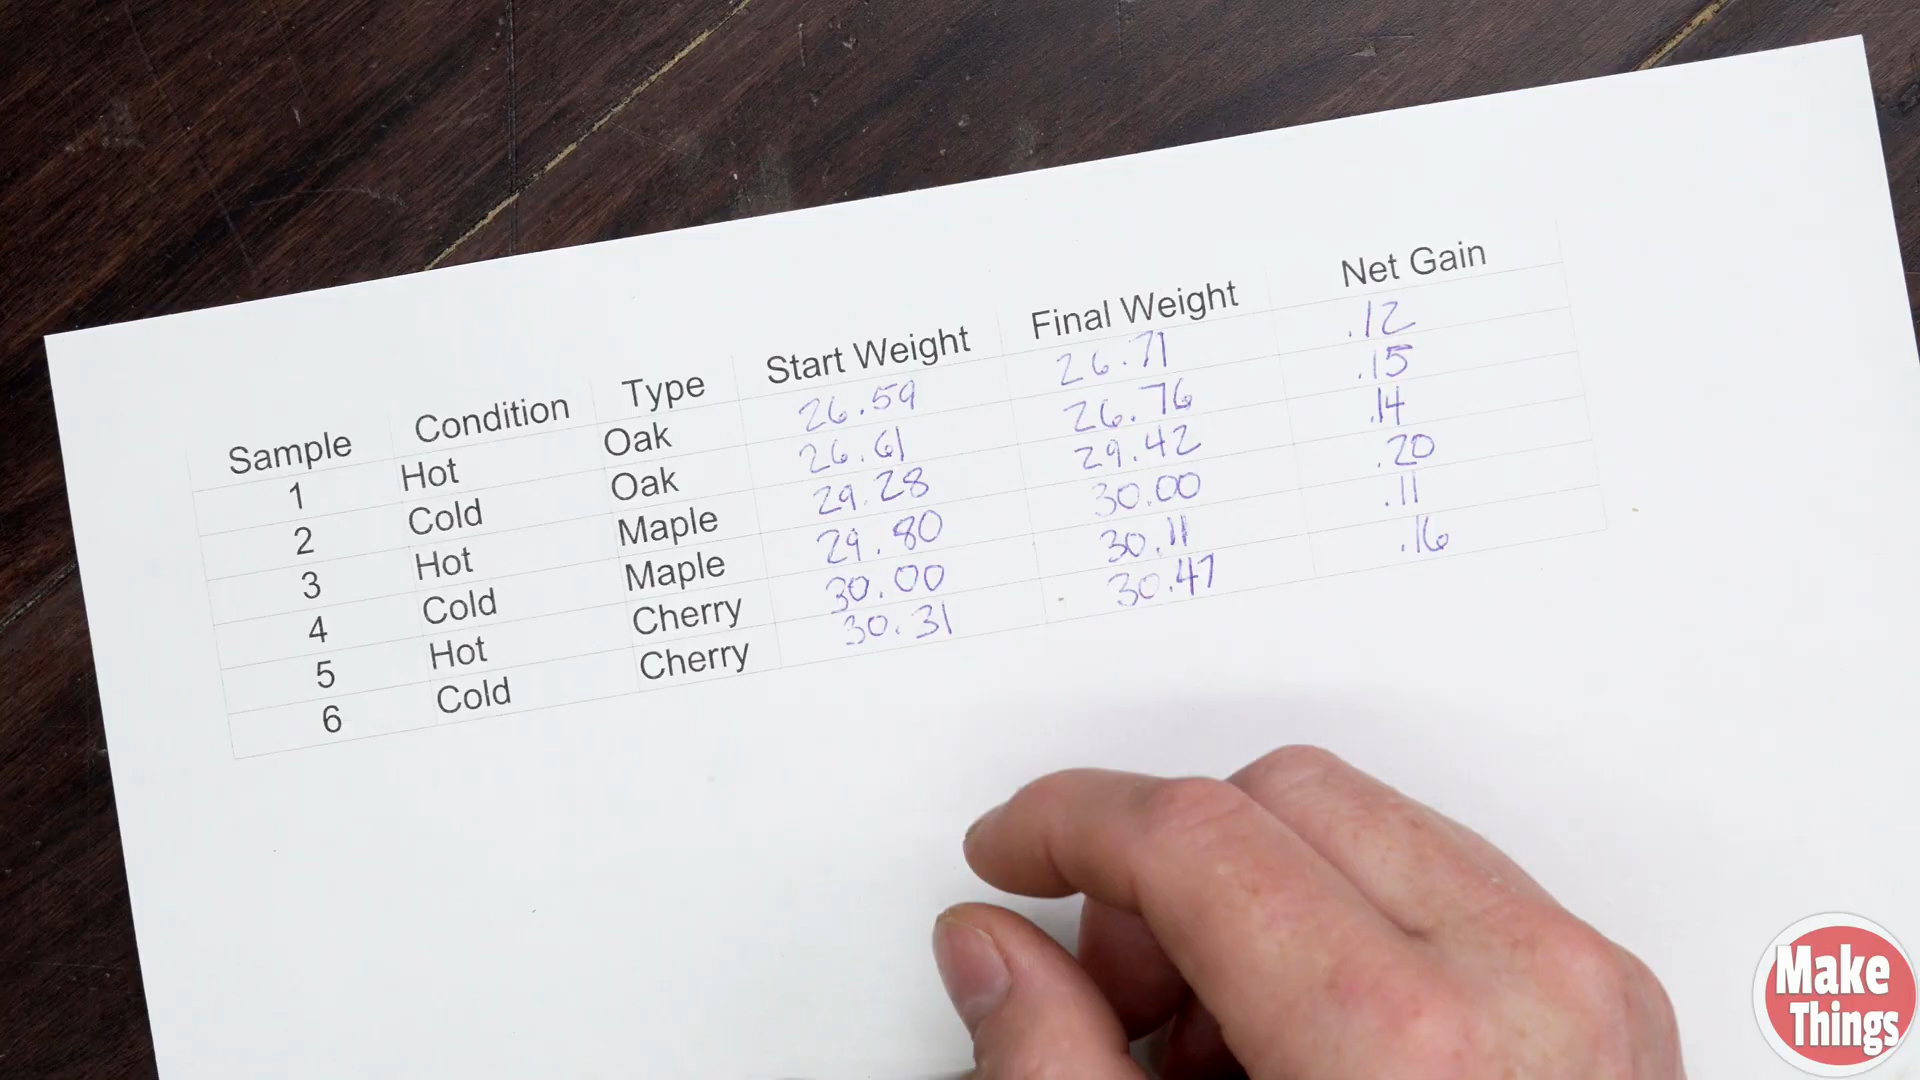 Sample Condition Type Start Weight Final Weight Net Gain
1 Hot Oak 26.59 26.71 .12
2 Cold Oak 26.61 26.76 .15
3 Hot Maple 29.28 29.42 .14
4 Cold Maple 29.80 30.00 .20
5 Hot Cherry 30.00 30.11 .11
6 Cold Cherry 30.31 30.47 .16
Make
Things